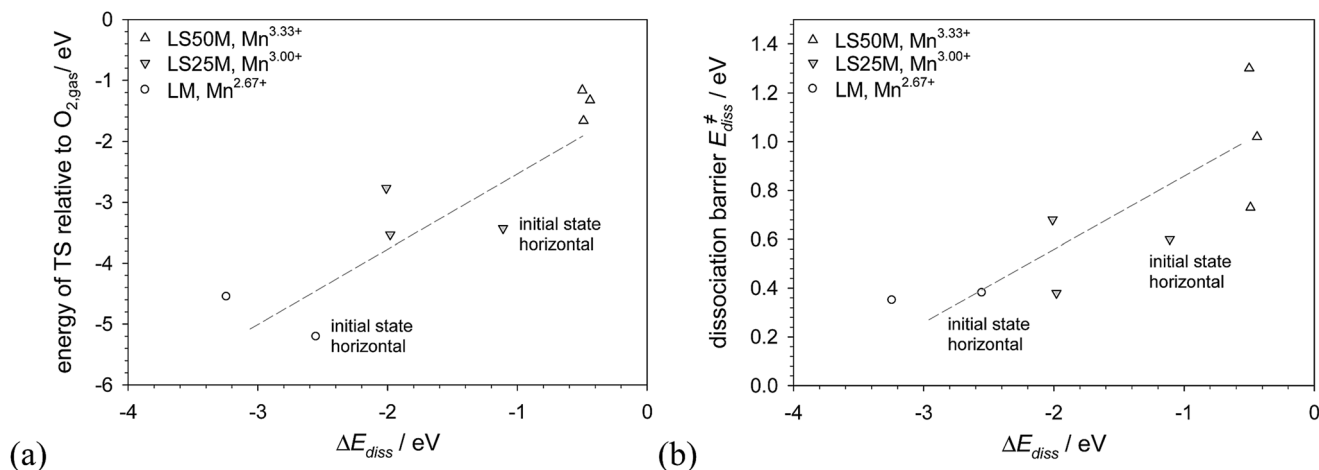 0
-1
-2
-3
-4
-5
-6
energy of TS relative to O2,gas/ eV
△ LS50M, Mn3.33+
▽ LS25M, Mn3.00+
○ LM, Mn2.67+
initial state
horizontal
initial state
horizontal
-4 -3 -2 -1 0
ΔEdiss / eV
(a)
1.4
1.2
1.0
0.8
0.6
0.4
0.2
0.0
dissociation barrier E≠diss / eV
△ LS50M, Mn3.33+
▽ LS25M, Mn3.00+
○ LM, Mn2.67+
initial state
horizontal
initial state
horizontal
-4 -3 -2 -1 0
ΔEdiss / eV
(b)